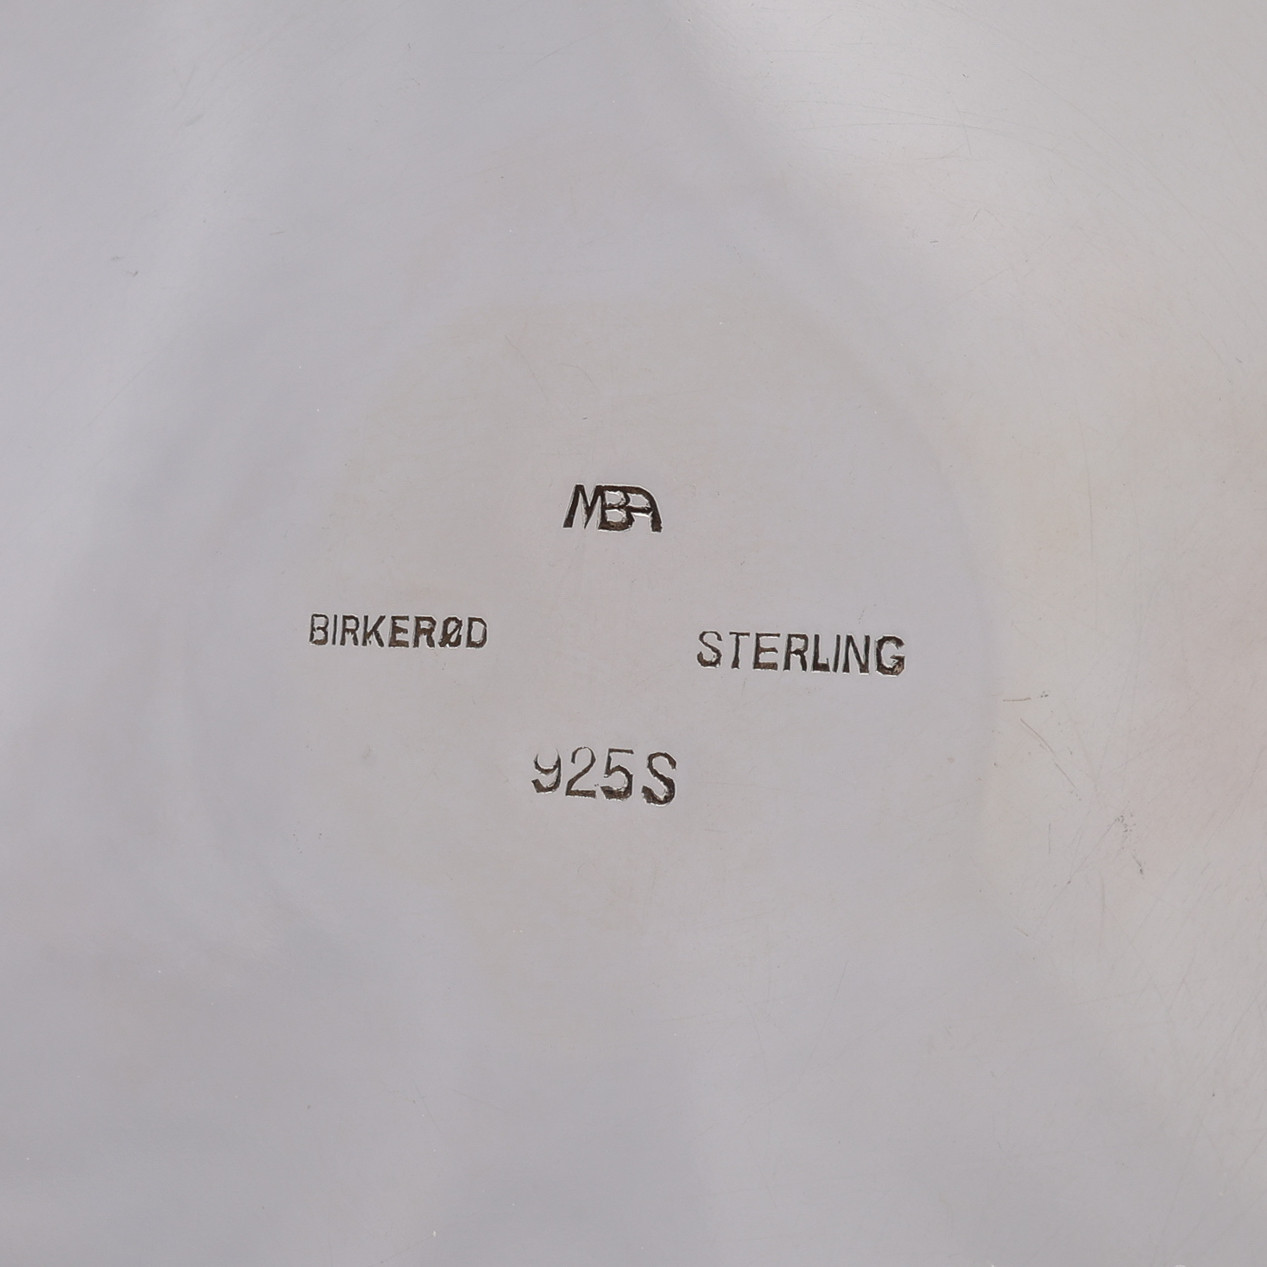 MBA
BIRKERØD
STERLING
925S